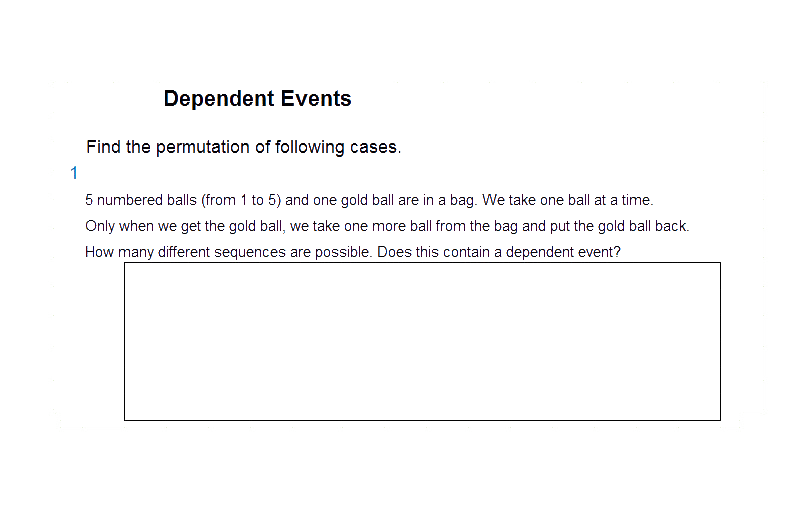 Dependent Events
Find the permutation of following cases.
1
5 numbered balls (from 1 to 5) and one gold ball are in a bag. We take one ball at a time.
Only when we get the gold ball, we take one more ball from the bag and put the gold ball back.
How many different sequences are possible. Does this contain a dependent event?